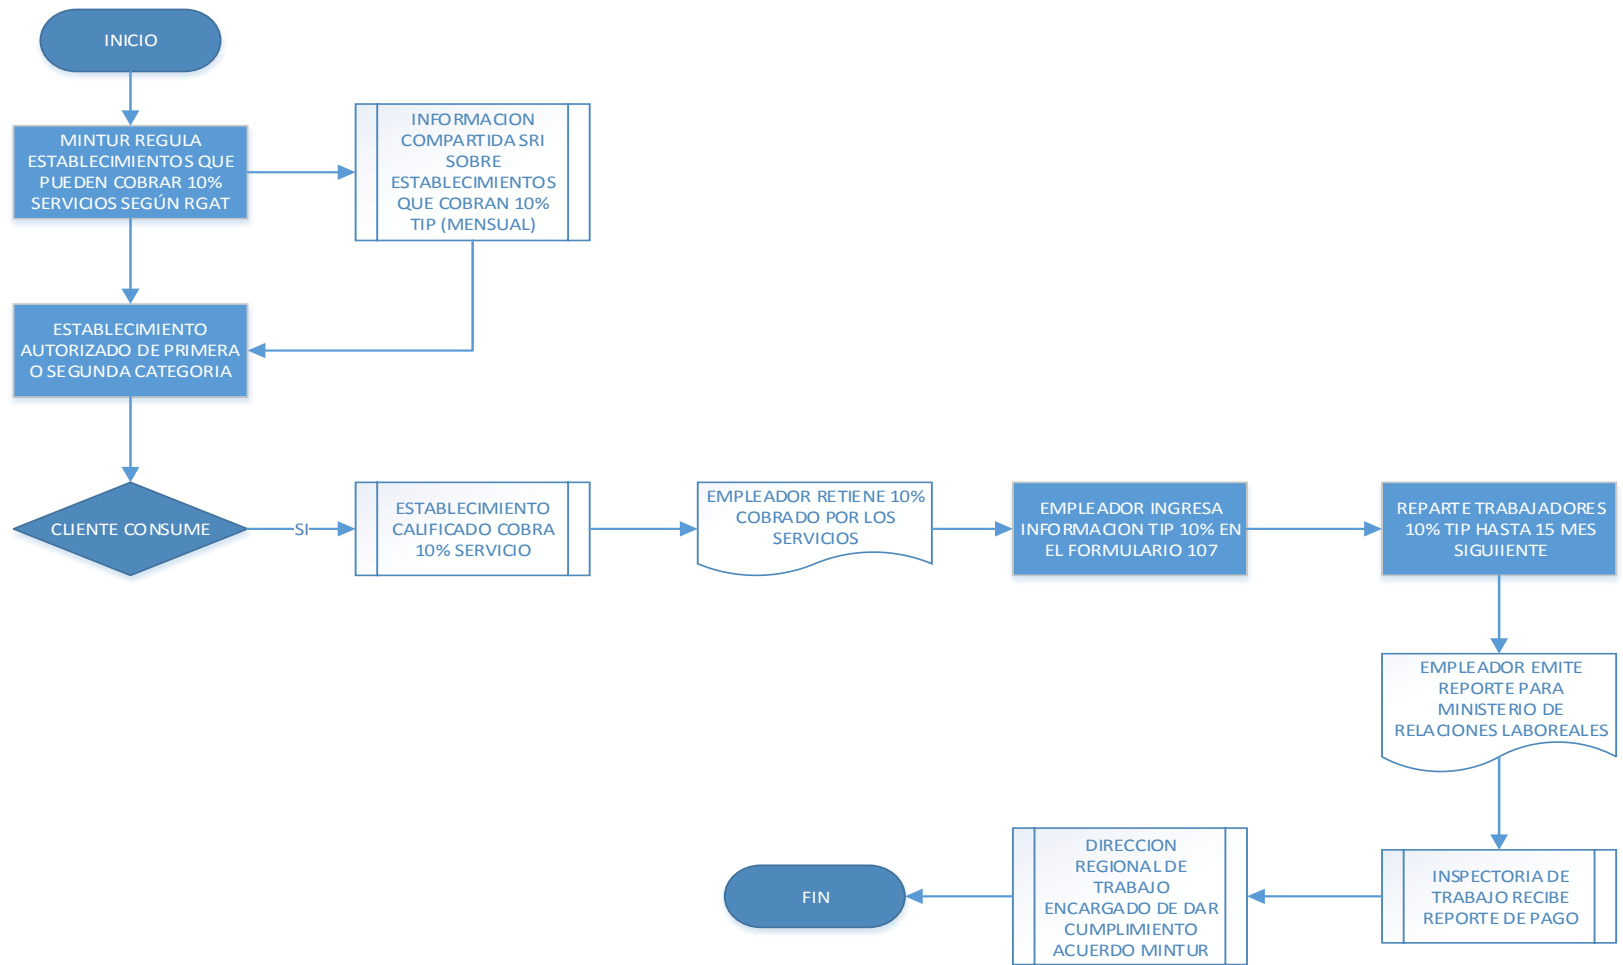 INICIO
MINTUR REGULA
ESTABLECIMIENTOS QUE
PUEDEN COBRAR 10%
SERVICIOS SEGÚN RGAT
INFORMACION
COMPARTIDA SRI
SOBRE
ESTABLECIMIENTOS
QUE COBRAN 10%
TIP (MENSUAL)
ESTABLECIMIENTO
AUTORIZADO DE PRIMERA
O SEGUNDA CATEGORIA
CLIENTE CONSUME
SI
ESTABLECIMIENTO
CALIFICADO COBRA
10% SERVICIO
EMPLEADOR RETIENE 10%
COBRADO POR LOS
SERVICIOS
EMPLEADOR INGRESA
INFORMACION TIP 10% EN
EL FORMULARIO 107
REPARTE TRABAJADORES
10% TIP HASTA 15 MES
SIGUIIENTE
EMPLEADOR EMITE
REPORTE PARA
MINISTERIO DE
RELACIONES LABOREALES
INSPECTORIA DE
TRABAJO RECIBE
REPORTE DE PAGO
DIRECCION
REGIONAL DE
TRABAJO
ENCARGADO DE DAR
CUMPLIMIENTO
ACUERDO MINTUR
FIN